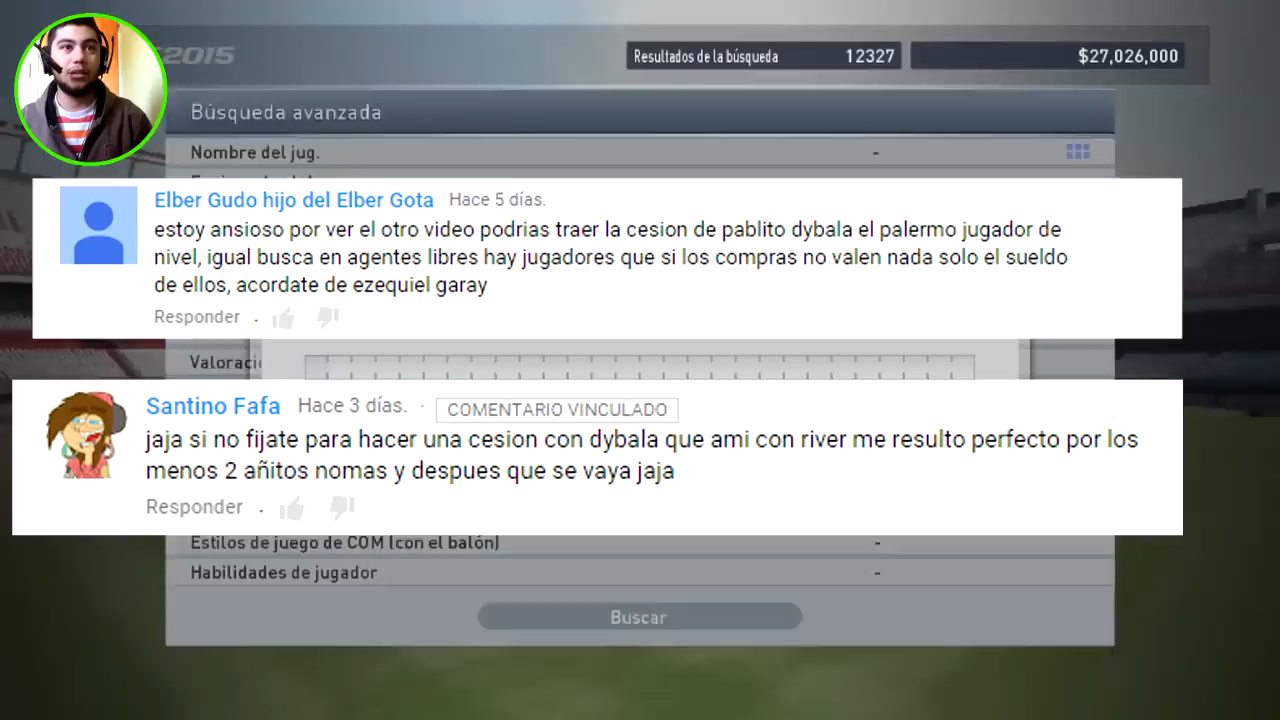 2015
Resultados de la búsqueda 12327 $27,026,000
Búsqueda avanzada
Nombre del jug. -
Elber Gudo hijo del Elber Gota Hace 5 días.
estoy ansioso por ver el otro video podrias traer la cesion de pablito dybala el palermo jugador de
nivel, igual busca en agentes libres hay jugadores que si los compras no valen nada solo el sueldo
de ellos, acordate de ezequiel garay
Responder .
Valoraci
Santino Fafa Hace 3 días. · COMENTARIO VINCULADO
jaja si no fijate para hacer una cesion con dybala que ami con river me resulto perfecto por los
menos 2 añitos nomas y despues que se vaya jaja
Responder .
Estilos de juego de COM (con el balón) -
Habilidades de jugador -
Buscar